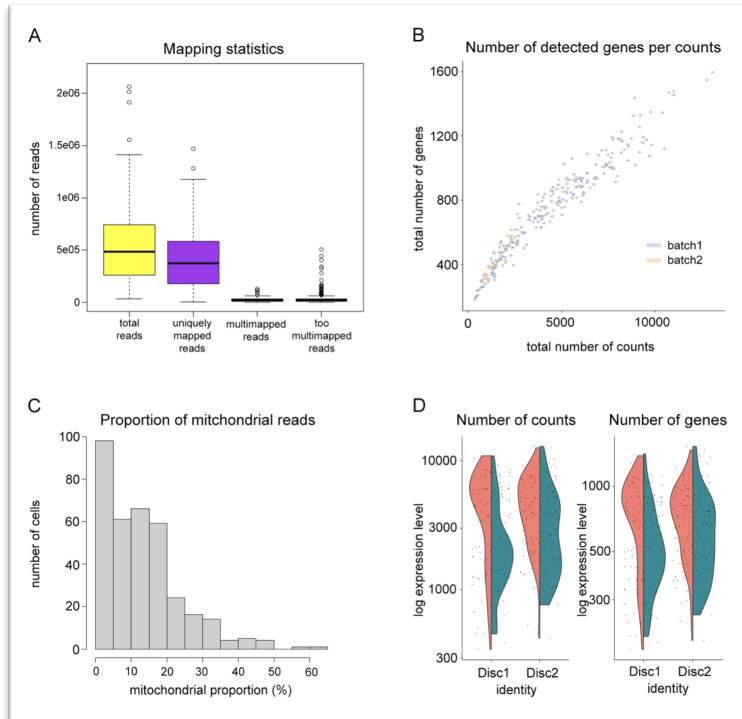 A
Mapping statistics
number of reads
2e06
1.5e06
1e06
5e05
0
total
reads
uniquely
mapped
reads
multimapped
reads
too
multimapped
reads
B
Number of detected genes per counts
total number of genes
1600
1200
800
400
batch1
batch2
0
5000
10000
total number of counts
C
Proportion of mitchondrial reads
number of cells
100
80
60
40
20
0
0 10 20 30 40 50 60
mitochondrial proportion (%)
D
Number of counts
log expression level
10000
3000
1000
300
Disc1 Disc2
identity
Number of genes
log expression level
1000
500
300
Disc1 Disc2
identity